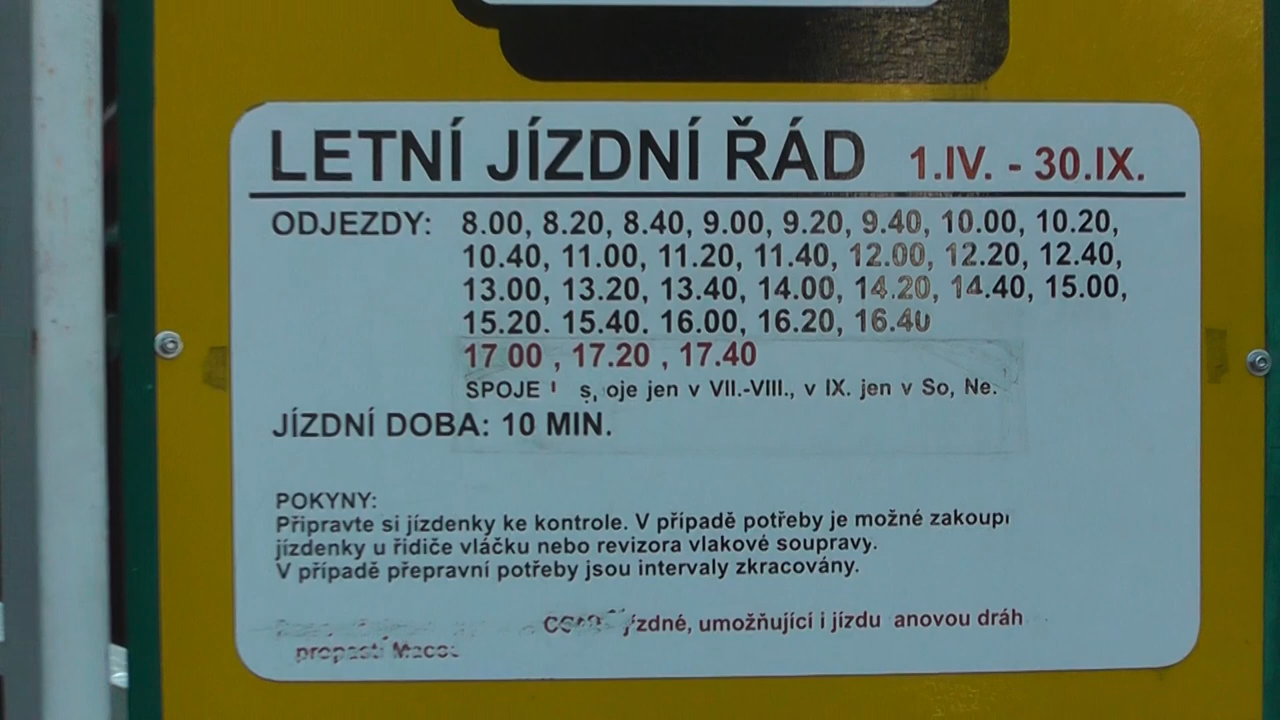 LETNÍ JÍZDNÍ ŘÁD 1.IV. - 30.IX.
ODJEZDY: 8.00, 8.20, 8.40, 9.00, 9.20, 9.40, 10.00, 10.20,
10.40, 11.00, 11.20, 11.40, 12.00, 12.20, 12.40,
13.00, 13.20, 13.40, 14.00, 14.20, 14.40, 15.00,
15.20. 15.40. 16.00, 16.20, 16.40
17 00 , 17.20 , 17.40
SPOJE jen v VII.-VIII., v IX. jen v So, Ne.
JÍZDNÍ DOBA: 10 MIN.
POKYNY:
Připravte si jízdenky ke kontrole. V případě potřeby je možné
jízdenky u řidiče vláčku nebo revizora vlakové soupravy.
V případě přepravní potřeby jsou intervaly zkracovány.
umožňující i jízdu